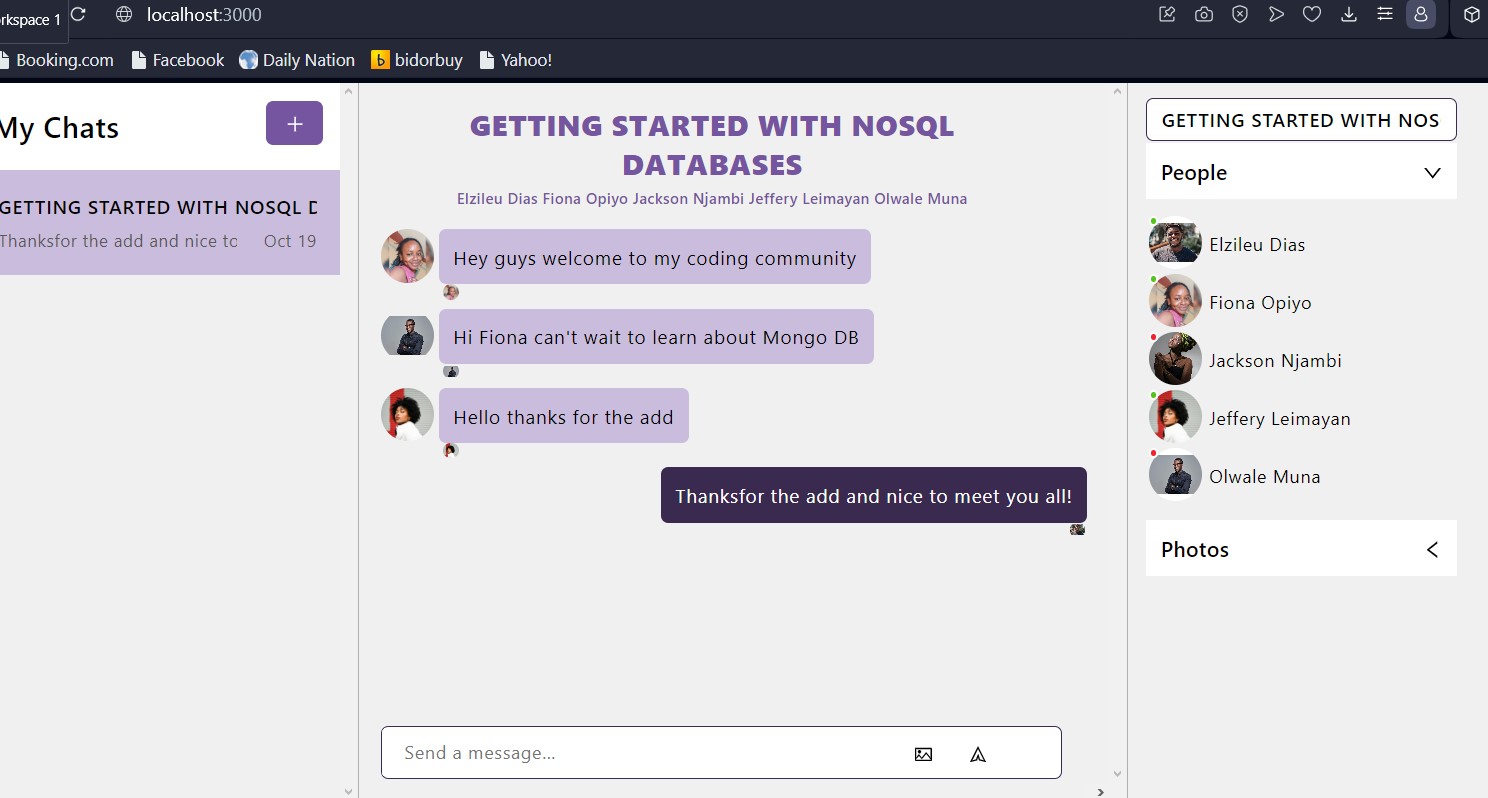 rkspace 1
localhost:3000
Booking.com Facebook Daily Nation b bidorbuy Yahoo!
My Chats
+
GETTING STARTED WITH NOSQL D
Thanksfor the add and nice to Oct 19
GETTING STARTED WITH NOSQL
DATABASES
Elzileu Dias Fiona Opiyo Jackson Njambi Jeffery Leimayan Olwale Muna
Hey guys welcome to my coding community
Hi Fiona can't wait to learn about Mongo DB
Hello thanks for the add
Thanksfor the add and nice to meet you all!
Send a message...
GETTING STARTED WITH NOS
People
Elzileu Dias
Fiona Opiyo
Jackson Njambi
Jeffery Leimayan
Olwale Muna
Photos